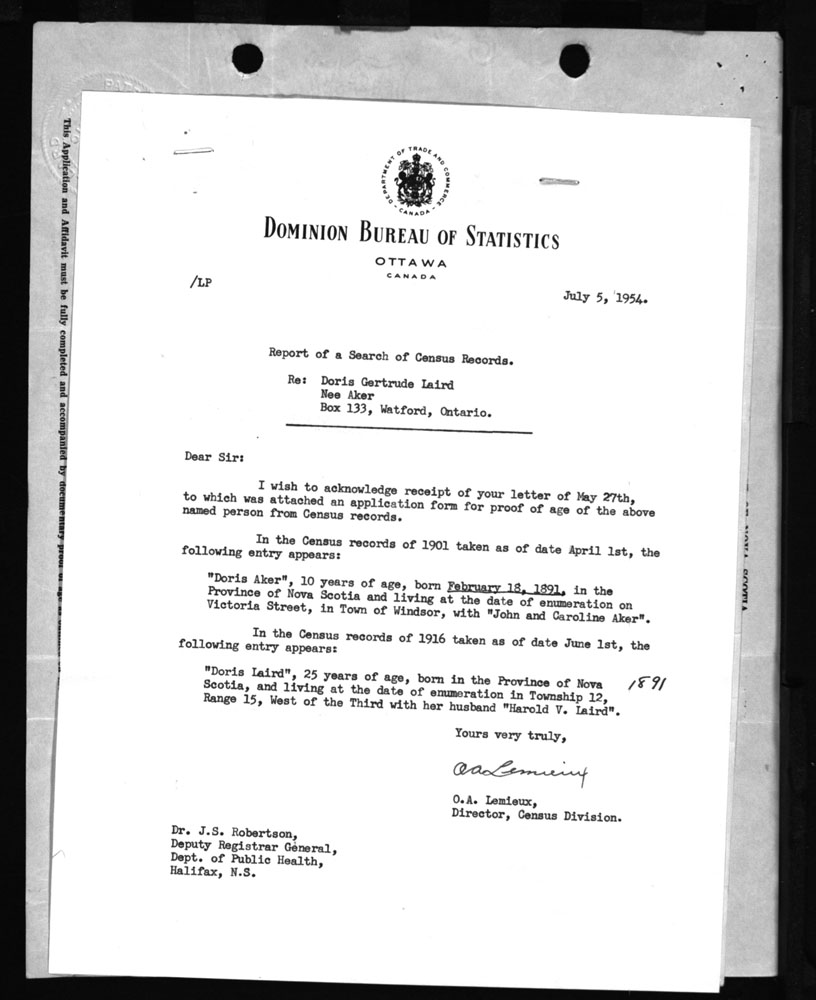 DEPARTMENT OF TRADE AND COMMERCE
- CANADA -
DOMINION BUREAU OF STATISTICS
OTTAWA
CANADA
/LP
July 5, 1954.
Report of a Search of Census Records.
Re: Doris Gertrude Laird
Nee Aker
Box 133, Watford, Ontario.
Dear Sir:
I wish to acknowledge receipt of your letter of May 27th,
to which was attached an application form for proof of age of the above
named person from Census records.
In the Census records of 1901 taken as of date April 1st, the
following entry appears:
"Doris Aker", 10 years of age, born February 18, 1891, in the
Province of Nova Scotia and living at the date of enumeration on
Victoria Street, in Town of Windsor, with "John and Caroline Aker".
In the Census records of 1916 taken as of date June 1st, the
following entry appears:
"Doris Laird", 25 years of age, born in the Province of Nova
Scotia, and living at the date of enumeration in Township 12,
Range 15, West of the Third with her husband "Harold V. Laird".
1891
Yours very truly,
OA Lemieux
O.A. Lemieux,
Director, Census Division.
Dr. J.S. Robertson,
Deputy Registrar General,
Dept. of Public Health,
Halifax, N.S.
This Application and Affidavit must be fully completed and accompanied by documentary proof of age